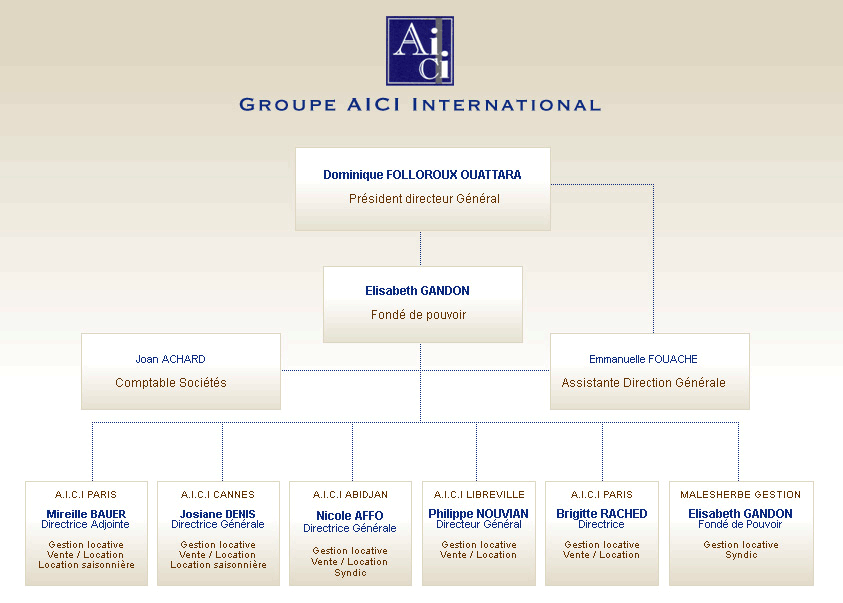 AiCi
GROUPE AICI INTERNATIONAL
Dominique FOLLOROUX OUATTARA
Président directeur Général
Elisabeth GANDON
Fondé de pouvoir
Joan ACHARD
Comptable Sociétés
Emmanuelle FOUACHE
Assistante Direction Générale
A.I.C.I PARIS
Mireille BAUER
Directrice Adjointe
Gestion locative
Vente / Location
Location saisonnière
A.I.C.I CANNES
Josiane DENIS
Directrice Générale
Gestion locative
Vente / Location
Location saisonnière
A.I.C.I ABIDJAN
Nicole AFFO
Directrice Générale
Gestion locative
Vente / Location
Syndic
A.I.C.I LIBREVILLE
Philippe NOUVIAN
Directeur Général
Gestion locative
Vente / Location
A.I.C.I PARIS
Brigitte RACHED
Directrice
Gestion locative
Vente / Location
MALESHERBE GESTION
Elisabeth GANDON
Fondé de Pouvoir
Gestion locative
Syndic